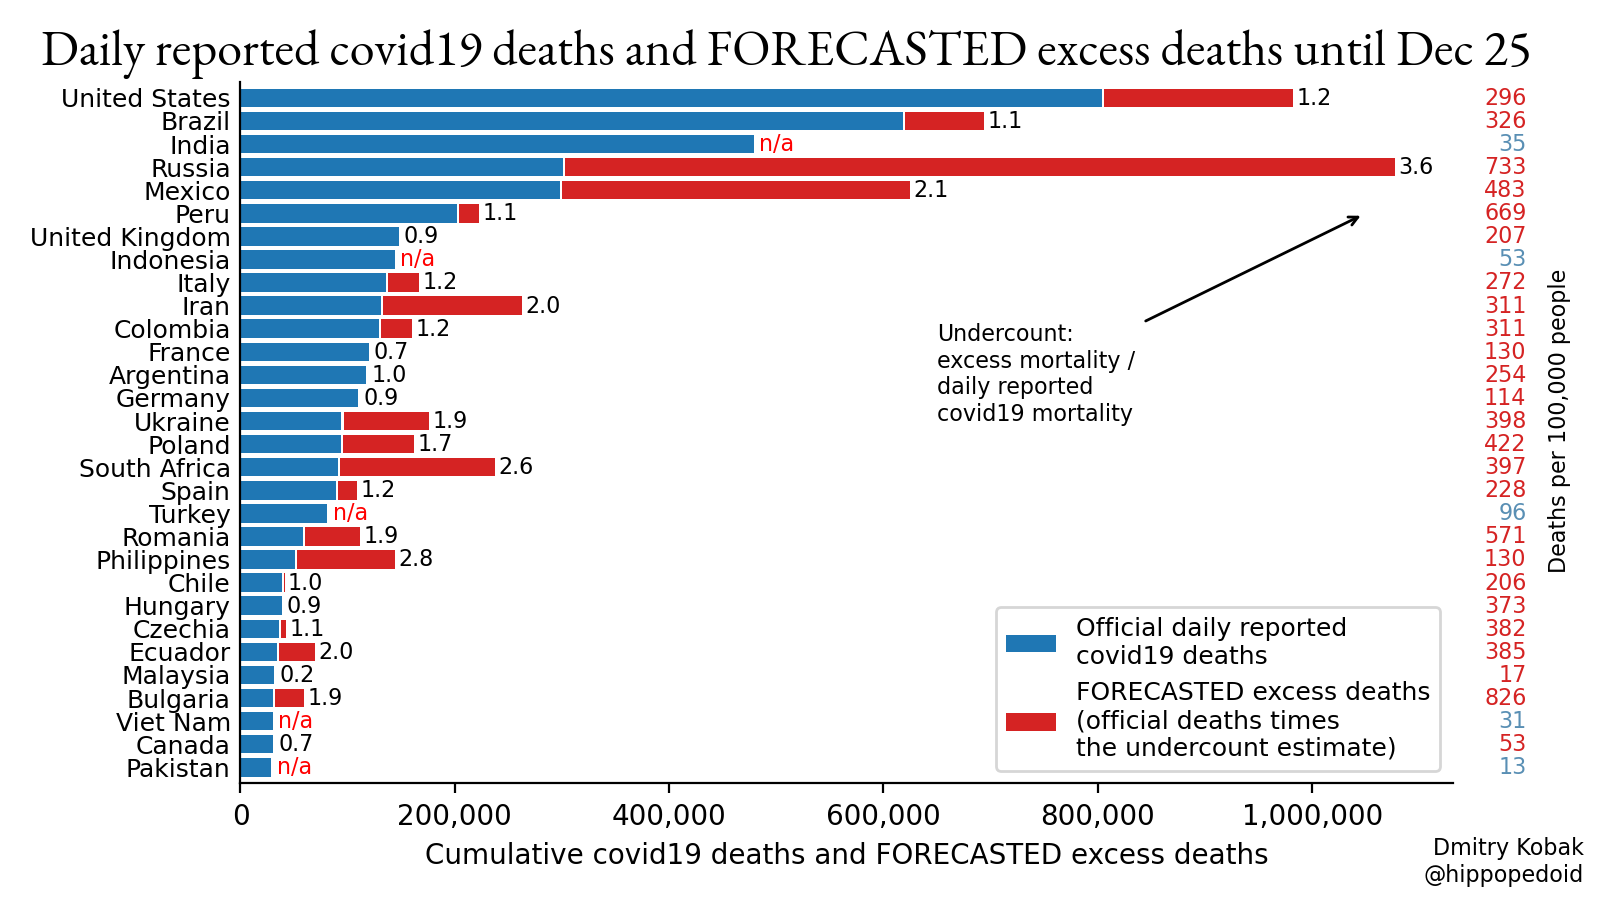 Daily reported covid19 deaths and FORECASTED excess deaths until Dec 25
United States 1.2 296
Brazil 1.1 326
India n/a 35
Russia 3.6 733
Mexico 2.1 483
Peru 1.1 669
United Kingdom 0.9 207
Indonesia n/a 53
Italy 1.2 272
Iran 2.0 311
Colombia 1.2 311
France 0.7 130
Argentina 1.0 254
Germany 0.9 114
Ukraine 1.9 398
Poland 1.7 422
South Africa 2.6 397
Spain 1.2 228
Turkey n/a 96
Romania 1.9 571
Philippines 2.8 130
Chile 1.0 206
Hungary 0.9 373
Czechia 1.1 382
Ecuador 2.0 385
Malaysia 0.2 17
Bulgaria 1.9 826
Viet Nam n/a 31
Canada 0.7 53
Pakistan n/a 13
Undercount:
excess mortality /
daily reported
covid19 mortality
Deaths per 100,000 people
Official daily reported
covid19 deaths
FORECASTED excess deaths
(official deaths times
the undercount estimate)
0 200,000 400,000 600,000 800,000 1,000,000
Cumulative covid19 deaths and FORECASTED excess deaths
Dmitry Kobak
@hippopedoid